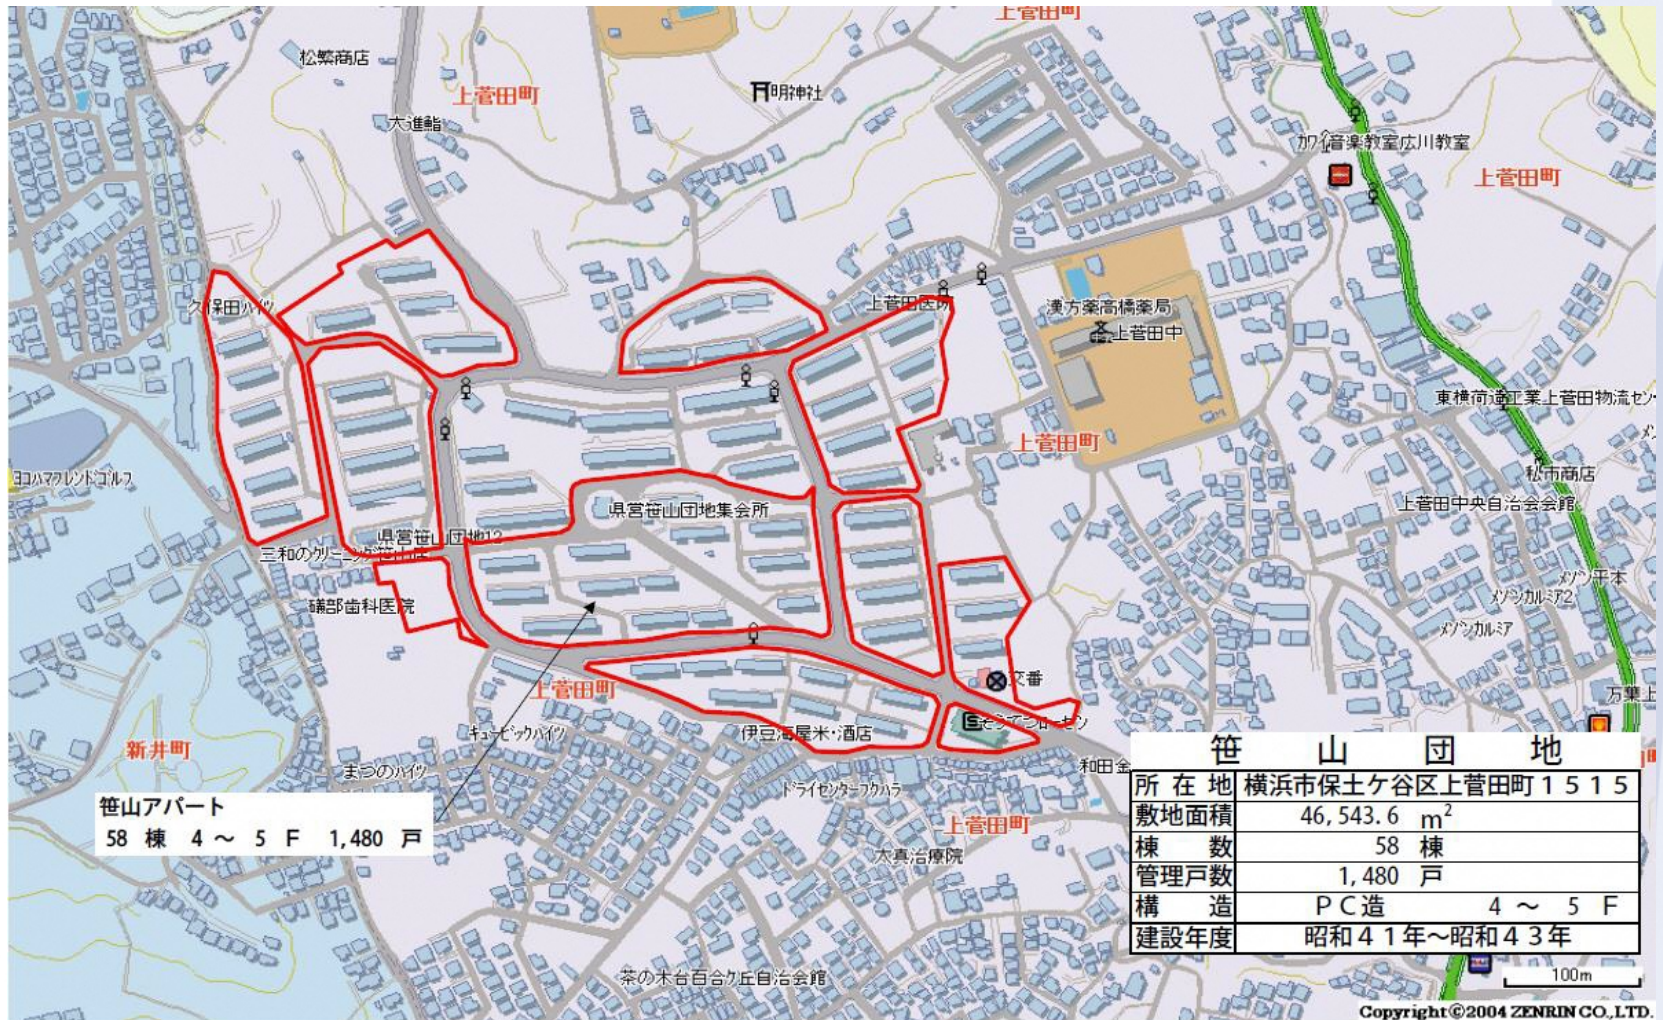 上菅田町
松繁商店
上菅田町
明神社
大進鮨
カワイ音楽教室広川教室
上菅田町
久保田ハイツ
上菅田医院
漢方薬高橋薬局
上菅田中
東横荷造工業上菅田物流セン
上菅田町
ヨコハマフレンドゴルフ
私市商店
県営笹山団地集会所
上菅田中央自治会会館
県営笹山団地12
三和のクリーニング笹山店
メゾン平本
メゾンカルミア2
磯部歯科医院
メゾンカルミア
交番
上菅田町
万葉上
そうてつローゼン
キュービックハイツ
伊豆海屋米・酒店
新井町
まつのハイツ
和田金
ドライセンターフクハラ
笹山アパート
58 棟 4 ~ 5 F 1,480 戸
上菅田町
太真治療院
茶の木台百合ケ丘自治会館
笹 山 団 地
所在地 横浜市保土ケ谷区上菅田町1515
敷地面積 46,543.6 m²
棟数 58 棟
管理戸数 1,480 戸
構造 PC造 4 ~ 5 F
建設年度 昭和41年~昭和43年
100m
Copyright©2004 ZENRIN CO.,LTD.